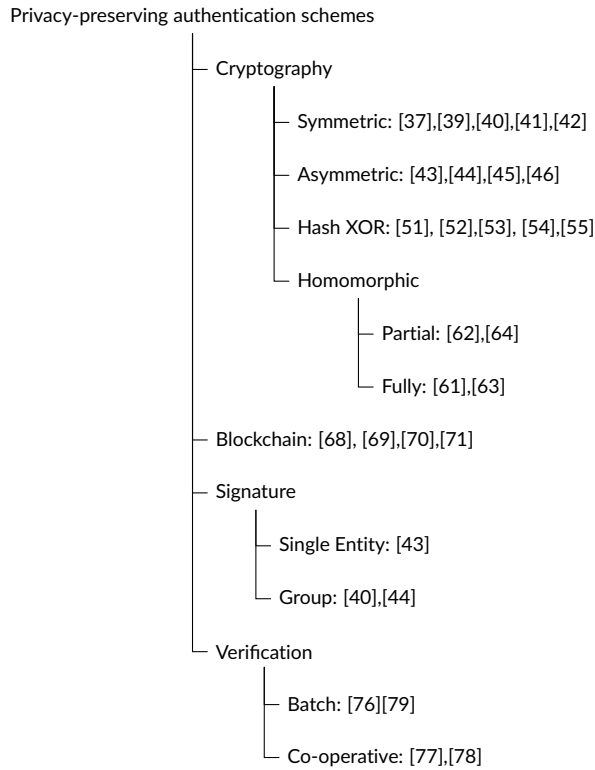 Privacy-preserving authentication schemes
Cryptography
Symmetric: [37],[39],[40],[41],[42]
Asymmetric: [43],[44],[45],[46]
Hash XOR: [51], [52],[53], [54],[55]
Homomorphic
Partial: [62],[64]
Fully: [61],[63]
Blockchain: [68], [69],[70],[71]
Signature
Single Entity: [43]
Group: [40],[44]
Verification
Batch: [76][79]
Co-operative: [77],[78]